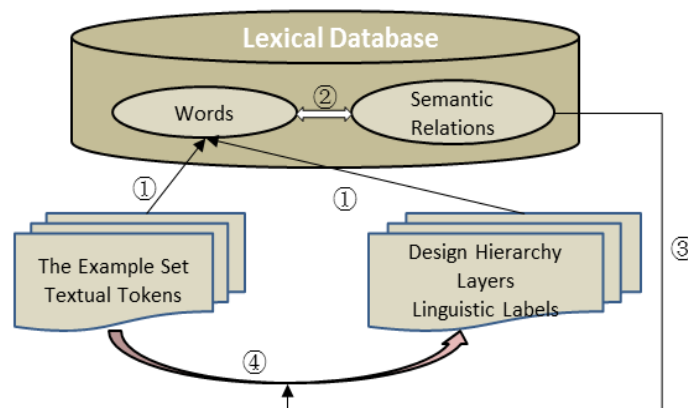 Lexical Database
Words
②
Semantic
Relations
①
①
③
The Example Set
Textual Tokens
Design Hierarchy
Layers
Linguistic Labels
④